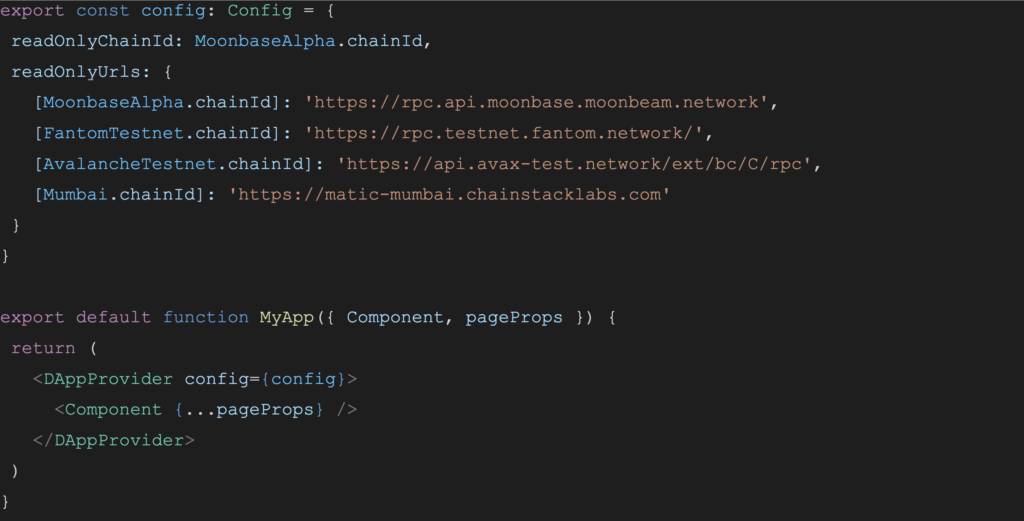 export const config: Config = {
 readOnlyChainId: MoonbaseAlpha.chainId,
 readOnlyUrls: {
   [MoonbaseAlpha.chainId]: 'https://rpc.api.moonbase.moonbeam.network',
   [FantomTestnet.chainId]: 'https://rpc.testnet.fantom.network/',
   [AvalancheTestnet.chainId]: 'https://api.avax-test.network/ext/bc/C/rpc',
   [Mumbai.chainId]: 'https://matic-mumbai.chainstacklabs.com'
 }
}

export default function MyApp({ Component, pageProps }) {
 return (
   <DAppProvider config={config}>
     <Component {...pageProps} />
   </DAppProvider>
 )
}